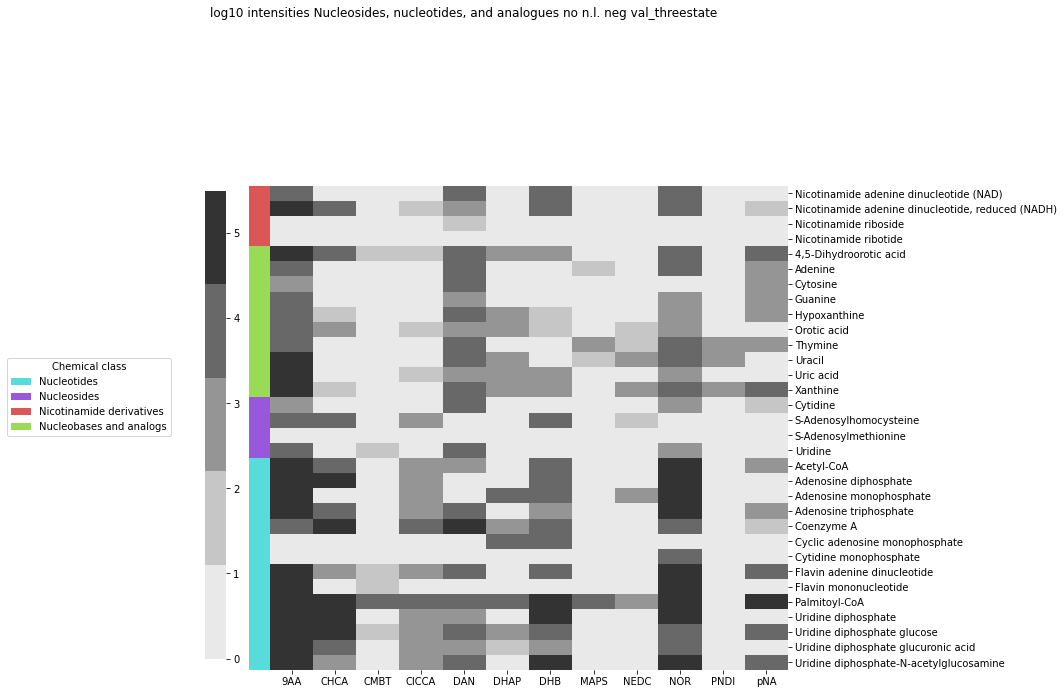 log10 intensities Nucleosides, nucleotides, and analogues no n.l. neg val_threestate
5
4
3
2
1
0
Chemical class
Nucleotides
Nucleosides
Nicotinamide derivatives
Nucleobases and analogs
Nicotinamide adenine dinucleotide (NAD)
Nicotinamide adenine dinucleotide, reduced (NADH)
Nicotinamide riboside
Nicotinamide ribotide
4,5-Dihydroorotic acid
Adenine
Cytosine
Guanine
Hypoxanthine
Orotic acid
Thymine
Uracil
Uric acid
Xanthine
Cytidine
S-Adenosylhomocysteine
S-Adenosylmethionine
Uridine
Acetyl-CoA
Adenosine diphosphate
Adenosine monophosphate
Adenosine triphosphate
Coenzyme A
Cyclic adenosine monophosphate
Cytidine monophosphate
Flavin adenine dinucleotide
Flavin mononucleotide
Palmitoyl-CoA
Uridine diphosphate
Uridine diphosphate glucose
Uridine diphosphate glucuronic acid
Uridine diphosphate-N-acetylglucosamine
9AA CHCA CMBT ClCCA DAN DHAP DHB MAPS NEDC NOR PNDI pNA